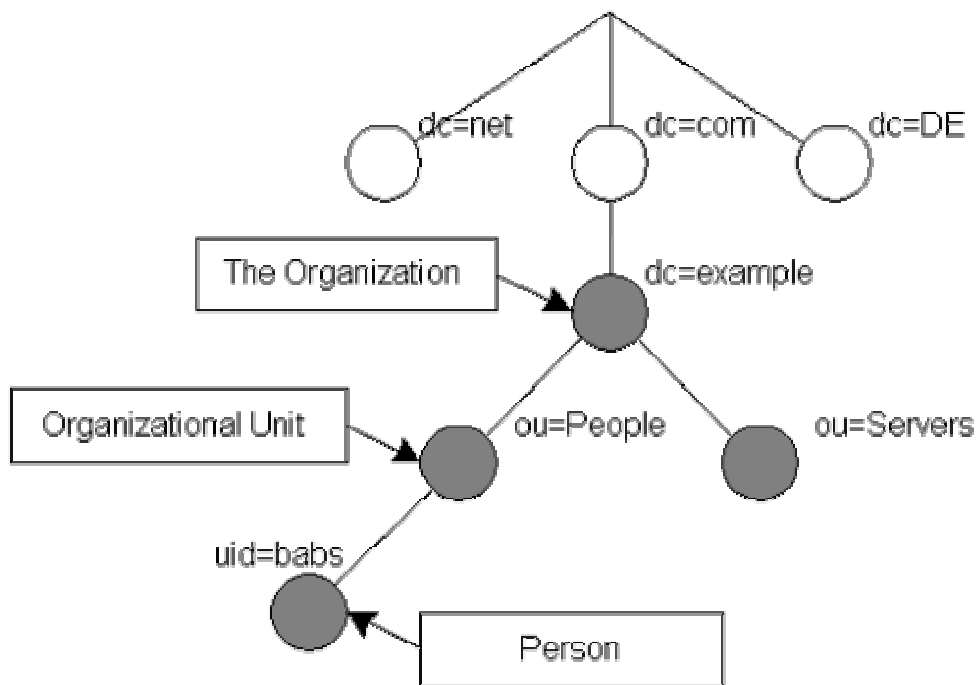 dc=net
dc=com
dc=DE
The Organization
dc=example
Organizational Unit
ou=People
ou=Servers
uid=babs
Person